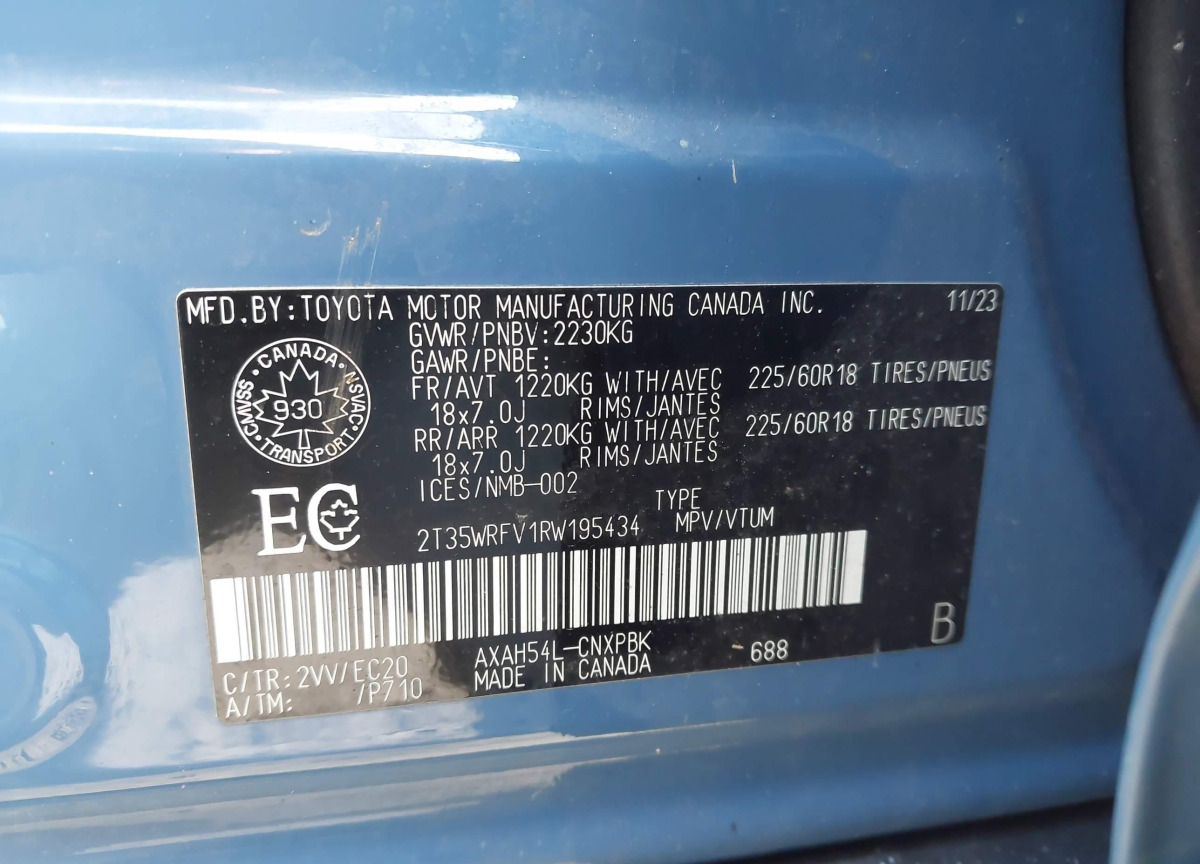 MFD.BY:TOYOTA MOTOR MANUFACTURING CANADA INC. 11/23
GVWR/PNBV:2230KG
GAWR/PNBE:
FR/AVT 1220KG WITH/AVEC 225/60R18 TIRES/PNEUS
18x7.0J RIMS/JANTES
RR/ARR 1220KG WITH/AVEC 225/60R18 TIRES/PNEUS
18x7.0J RIMS/JANTES
ICES/NMB-002
CANADA
CMVSS 930 NSVAC
TRANSPORT
EC
TYPE
2T35WRFV1RW195434 MPV/VTUM
B
C/TR:2VV/EC20 AXAH54L-CNXPBK 688
A/TM: /P710 MADE IN CANADA